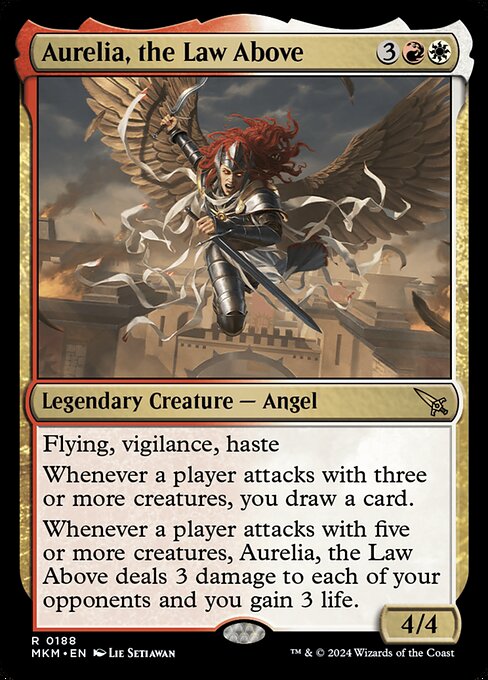 Aurelia, the Law Above 3
Legendary Creature — Angel
Flying, vigilance, haste
Whenever a player attacks with three
or more creatures, you draw a card.
Whenever a player attacks with five
or more creatures, Aurelia, the Law
Above deals 3 damage to each of your
opponents and you gain 3 life.
4/4
R 0188
MKM • EN Lie Setiawan
™ & © 2024 Wizards of the Coast